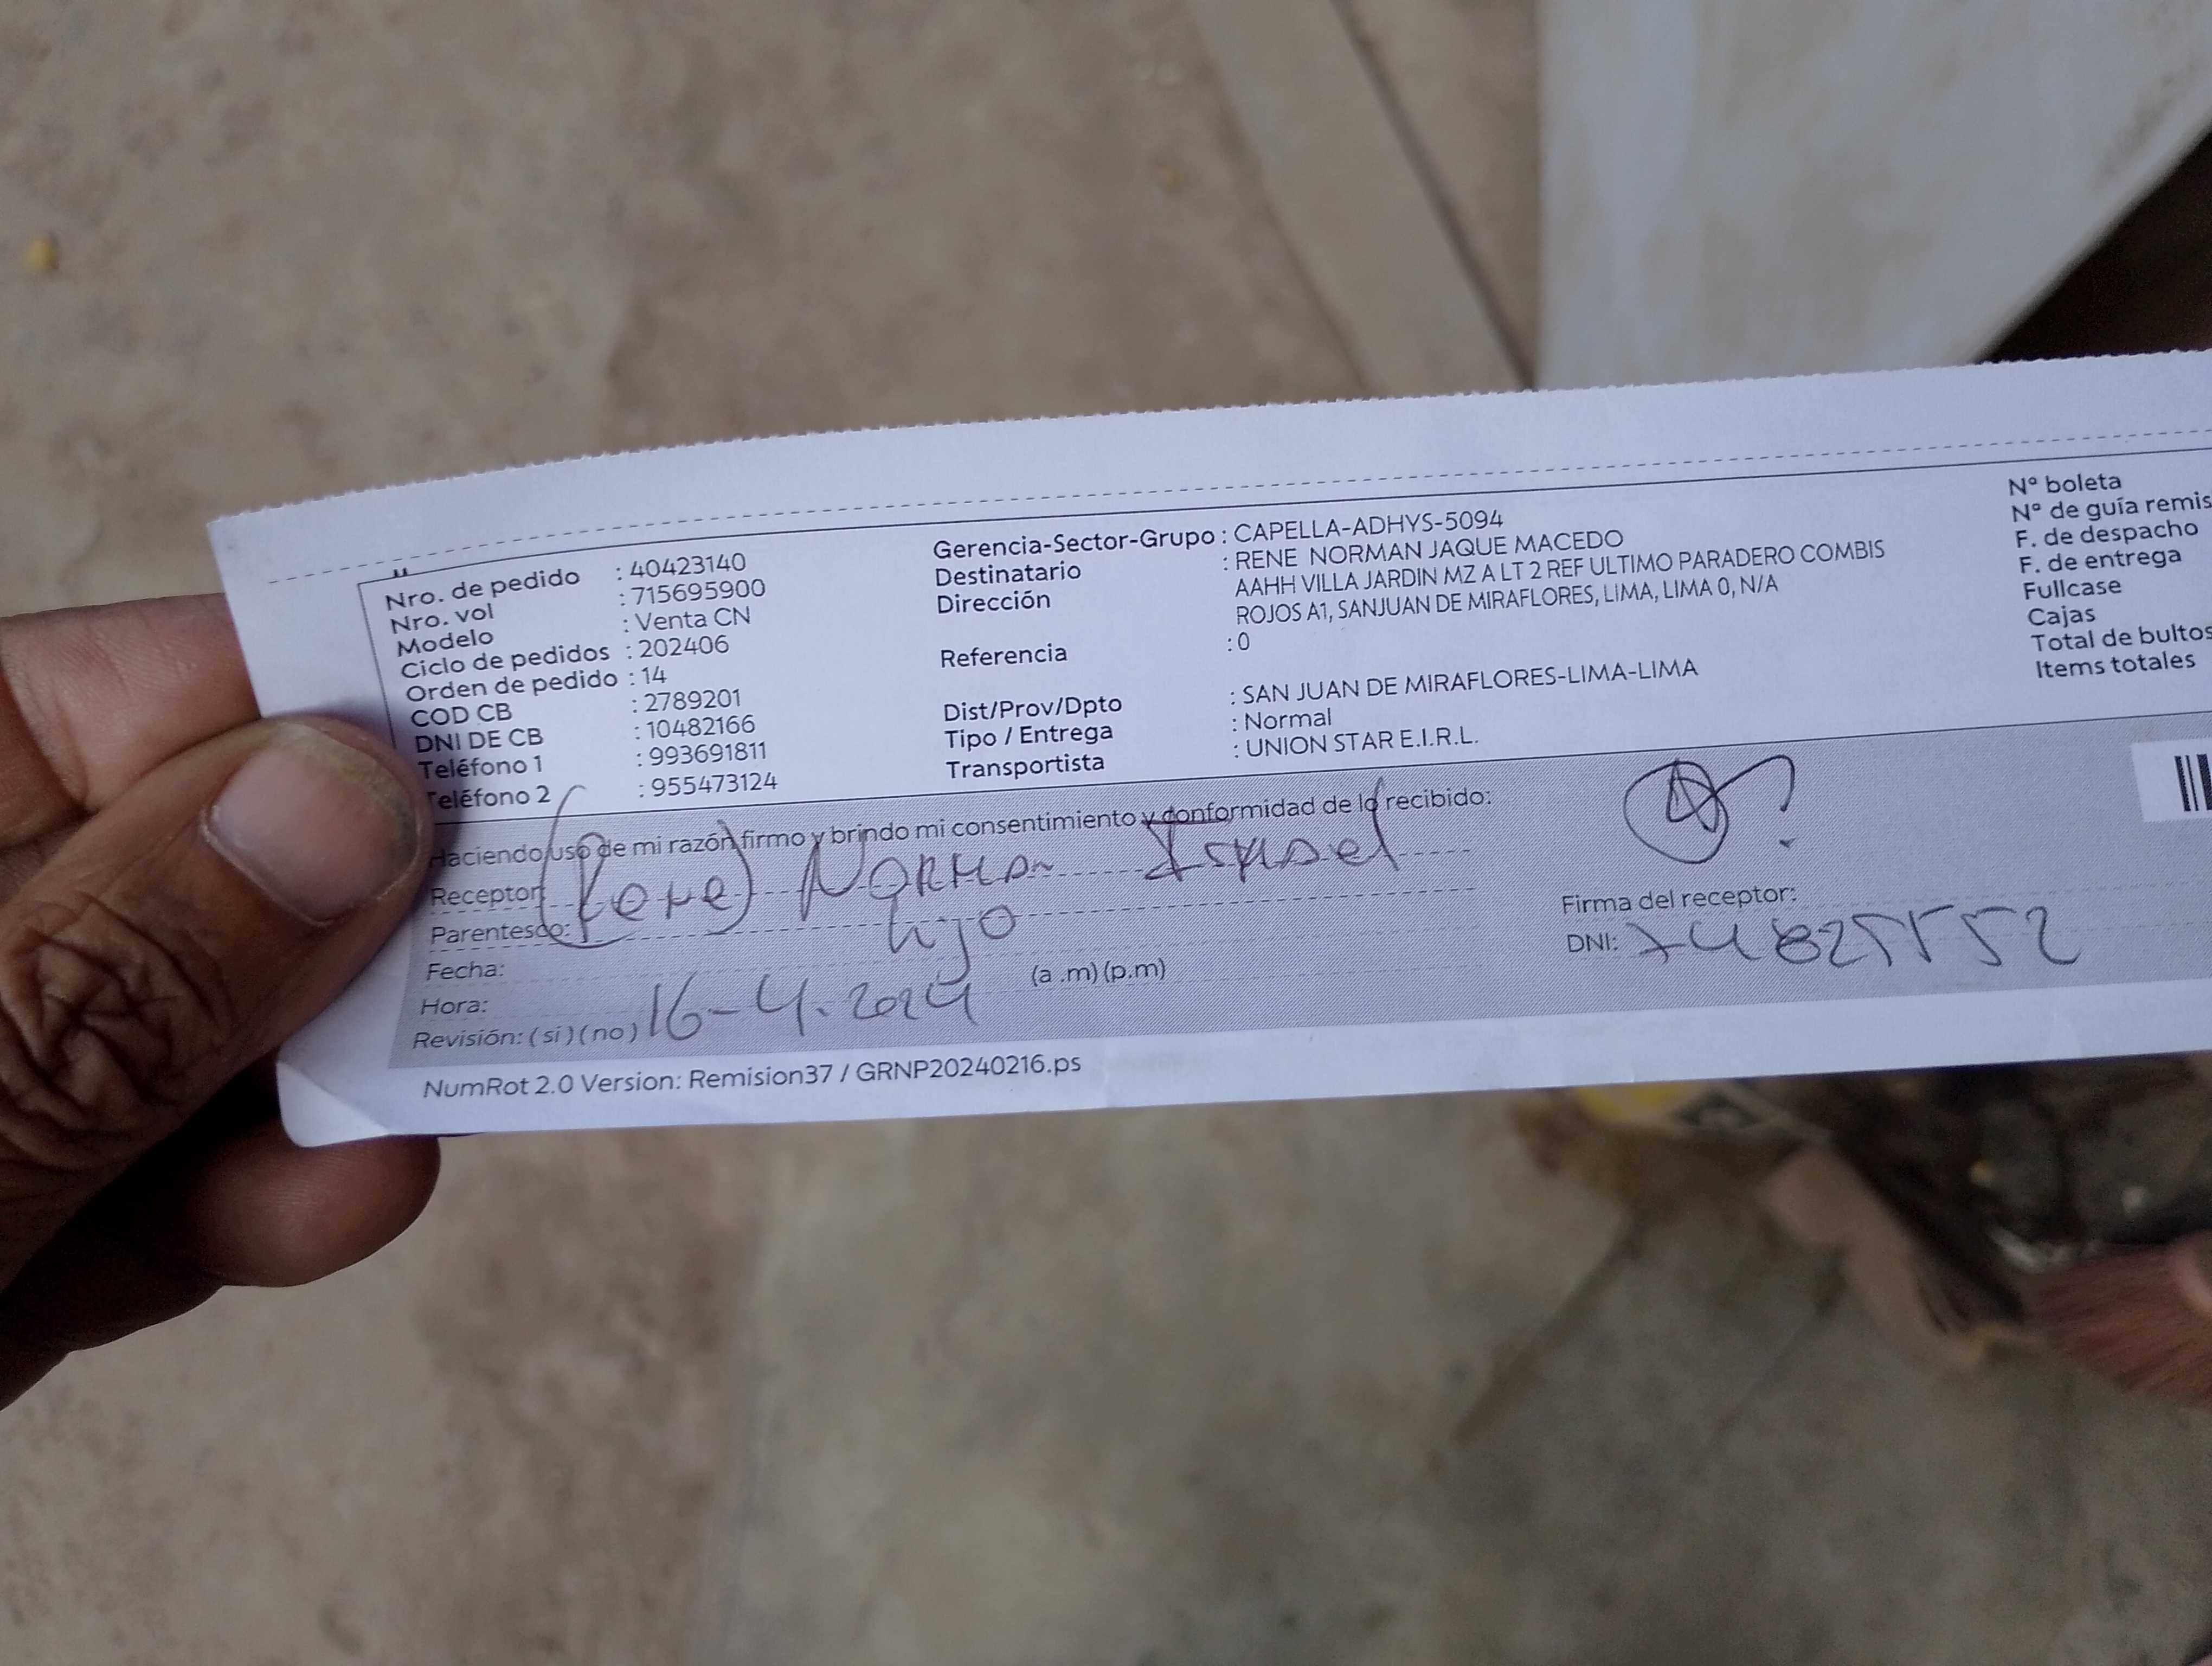 Nro. de pedido : 40423140
Nro. vol : 715695900
Modelo : Venta CN
Ciclo de pedidos : 202406
Orden de pedido : 14
COD CB : 2789201
DNI DE CB : 10482166
Teléfono 1 : 993691811
Teléfono 2 : 955473124
Gerencia-Sector-Grupo : CAPELLA-ADHYS-5094
Destinatario : RENE NORMAN JAQUE MACEDO
Dirección AAHH VILLA JARDIN MZ A LT 2 REF ULTIMO PARADERO COMBIS
ROJOS A1, SANJUAN DE MIRAFLORES, LIMA, LIMA 0, N/A
Referencia : 0
Dist/Prov/Dpto : SAN JUAN DE MIRAFLORES-LIMA-LIMA
Tipo / Entrega : Normal
Transportista : UNION STAR E.I.R.L.
N° boleta
N° de guía remis
F. de despacho
F. de entrega
Fullcase
Cajas
Total de bultos
Items totales
Haciendo uso de mi razón firmo y brindo mi consentimiento y conformidad de lo recibido:
Receptor: (Rene) Norman Ismael
Parentesco: hijo
Fecha:
Hora: (a .m) (p.m)
Revisión: ( si ) ( no ) 16-4-2024
Firma del receptor:
DNI: 74825552
NumRot 2.0 Version: Remision37 / GRNP20240216.ps